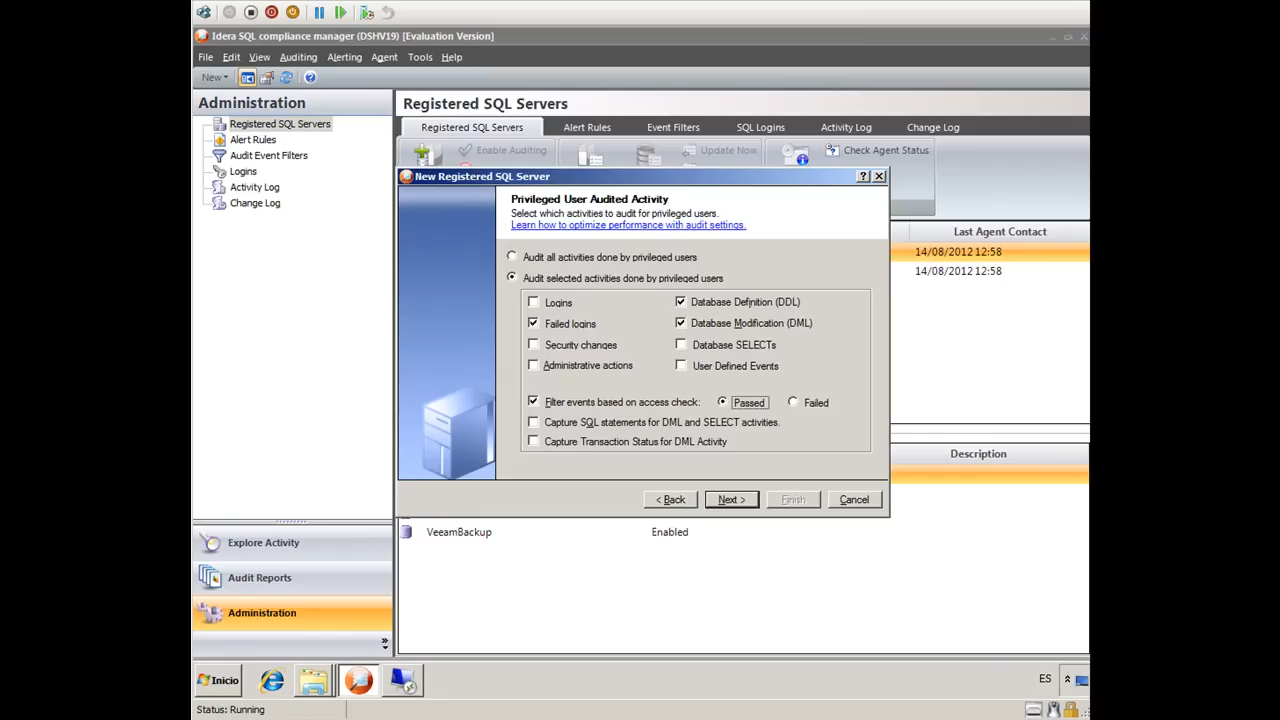 Idera SQL compliance manager (DSHV19) [Evaluation Version]
File Edit View Auditing Alerting Agent Tools Help
New
Administration
Registered SQL Servers
Alert Rules
Audit Event Filters
Logins
Activity Log
Change Log
Registered SQL Servers
Registered SQL Servers Alert Rules Event Filters SQL Logins Activity Log Change Log
Enable Auditing Update Now Check Agent Status
New Registered SQL Server
Privileged User Audited Activity
Select which activities to audit for privileged users.
Learn how to optimize performance with audit settings.
Audit all activities done by privileged users
Audit selected activities done by privileged users
Logins Database Definition (DDL)
Failed logins Database Modification (DML)
Security changes Database SELECTs
Administrative actions User Defined Events
Filter events based on access check: Passed Failed
Capture SQL statements for DML and SELECT activities.
Capture Transaction Status for DML Activity
< Back Next > Finish Cancel
Last Agent Contact
14/08/2012 12:58
14/08/2012 12:58
Description
VeeamBackup Enabled
Explore Activity
Audit Reports
Administration
Inicio
ES
Status: Running